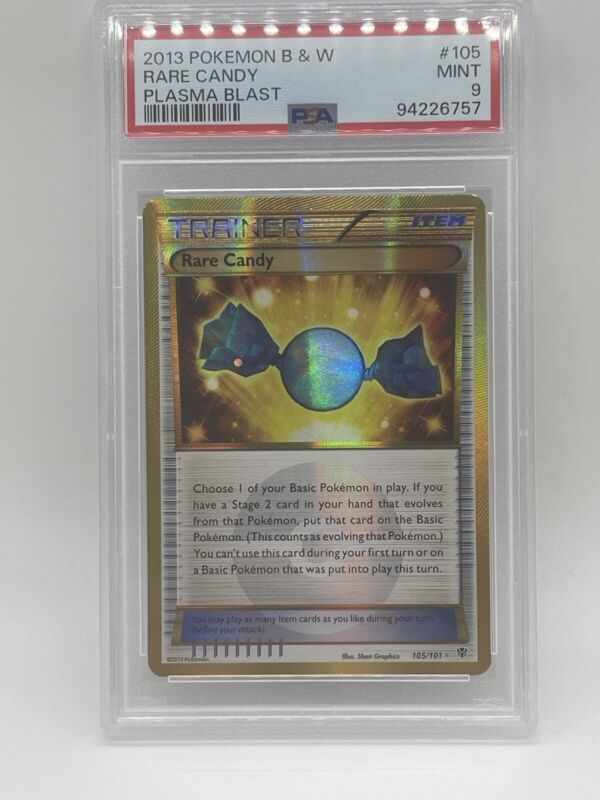 2013 POKEMON B & W #105
RARE CANDY MINT
PLASMA BLAST 9
PSA 94226757
TRAINER ITEM
Rare Candy
Choose 1 of your Basic Pokémon in play. If you
have a Stage 2 card in your hand that evolves
from that Pokémon, put that card on the Basic
Pokémon. (This counts as evolving that Pokémon.)
You can't use this card during your first turn or on
a Basic Pokémon that was put into play this turn.
You may play as many Item cards as you like during your turn
(before your attack).
©2013 Pokémon Illus. 5ban Graphics 105/101